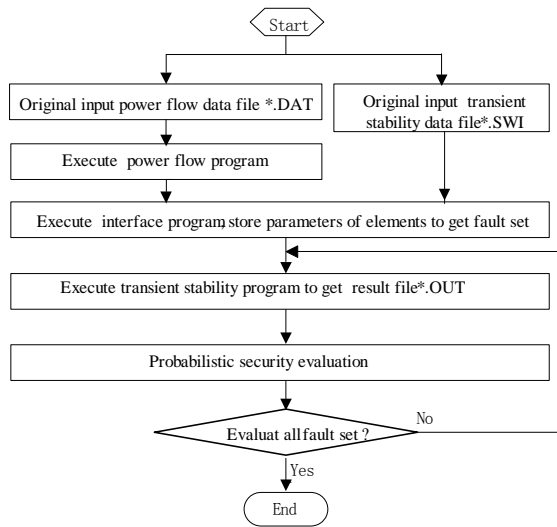 Start
Original input power flow data file *.DAT
Original input transient
stability data file*.SWI
Execute power flow program
Execute interface program,store parameters of elements to get fault set
Execute transient stability program to get result file*.OUT
Probabilistic security evaluation
Evaluat all fault set ?
No
Yes
End